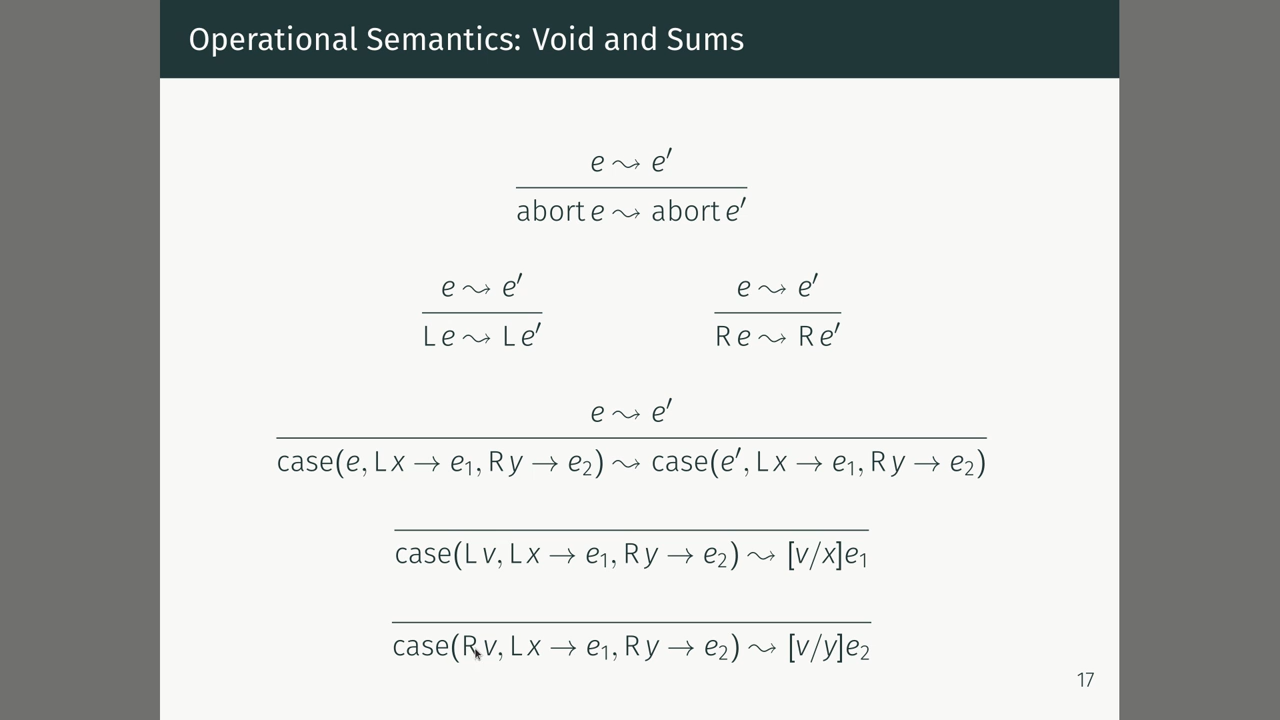 Operational Semantics: Void and Sums
e ⇝ e′
abort e ⇝ abort e′
e ⇝ e′ e ⇝ e′
L e ⇝ L e′ R e ⇝ R e′
e ⇝ e′
case(e, L x → e₁, R y → e₂) ⇝ case(e′, L x → e₁, R y → e₂)
case(L v, L x → e₁, R y → e₂) ⇝ [v/x]e₁
case(R v, L x → e₁, R y → e₂) ⇝ [v/y]e₂
17